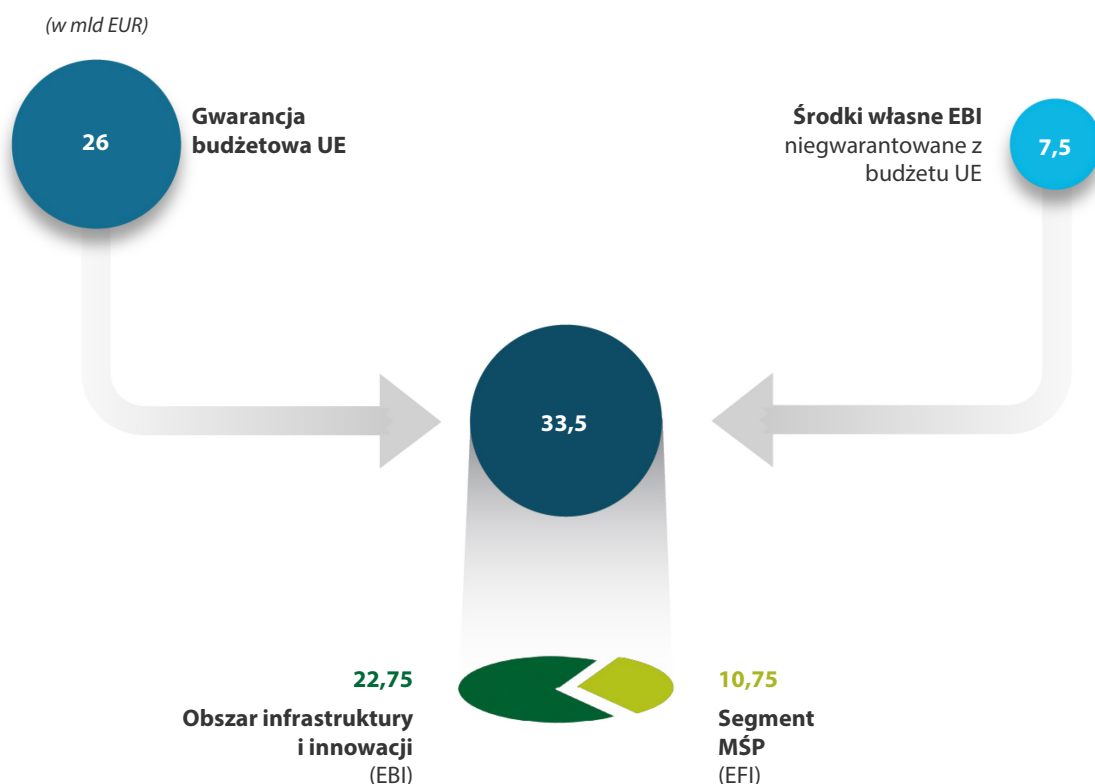 (w mld EUR)
26
Gwarancja
budżetowa UE
Środki własne EBI
niegwarantowane z
budżetu UE
7,5
33,5
22,75
Obszar infrastruktury
i innowacji
(EBI)
10,75
Segment
MŚP
(EFI)